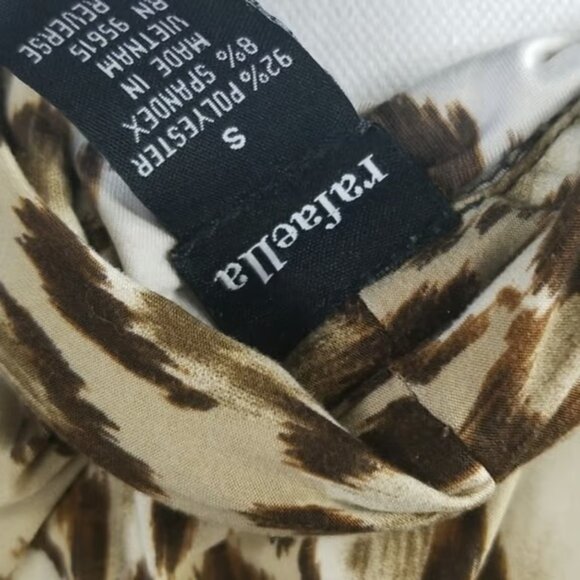 rafaella
S
92% POLYESTER
8% SPANDEX
MADE IN
VIETNAM
RN 95615
REVERSE